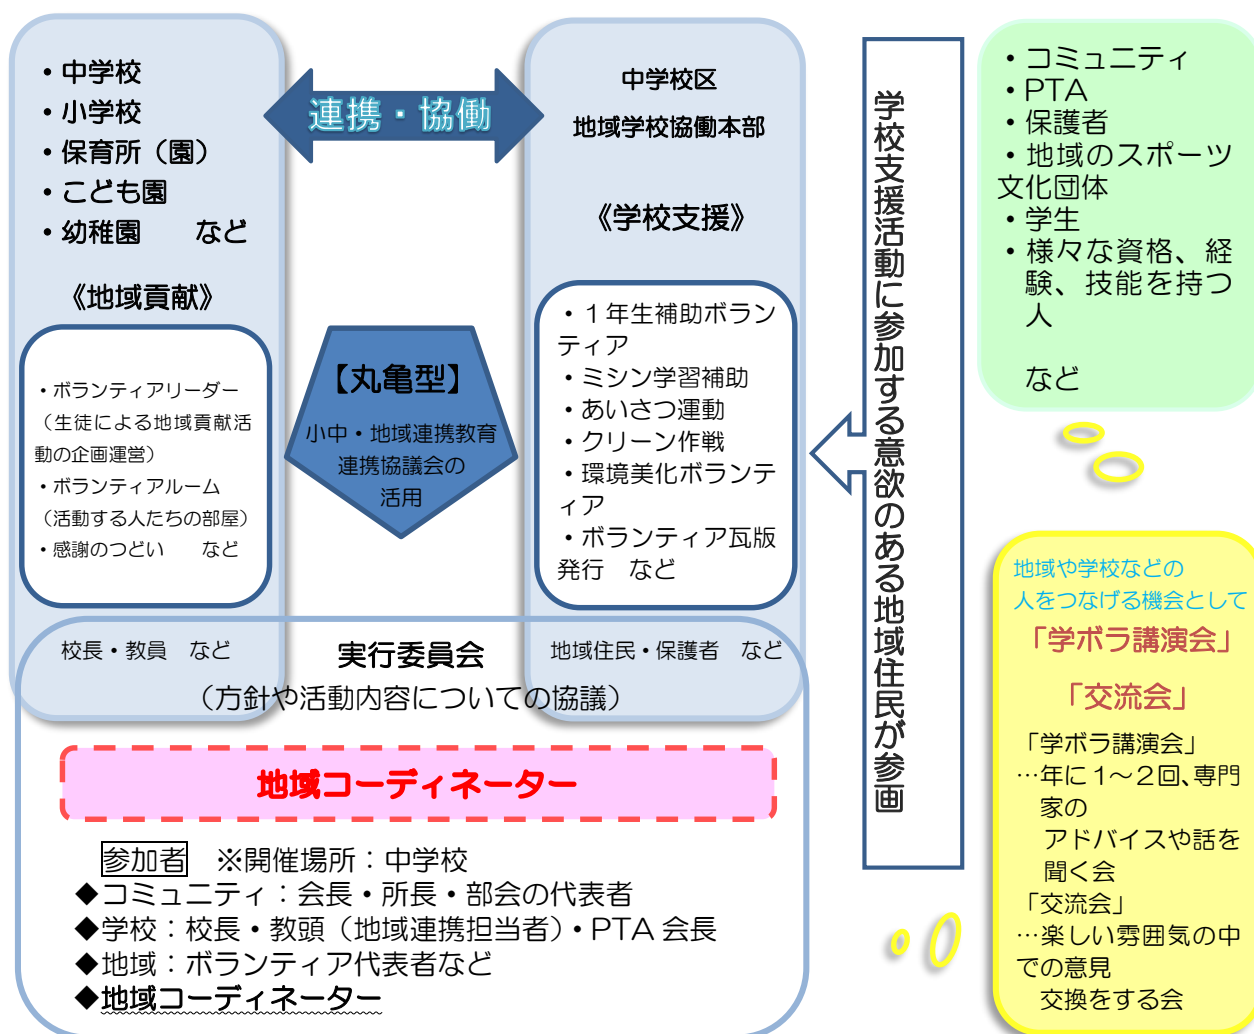 ・中学校
・小学校
・保育所（園）
・こども園
・幼稚園　など
《地域貢献》
・ボランティアリーダー
（生徒による地域貢献活
動の企画運営）
・ボランティアルーム
（活動する人たちの部屋）
・感謝のつどい　など
校長・教員　など
連携・協働
【丸亀型】
小中・地域連携教育
連携協議会の
活用
中学校区
地域学校協働本部
《学校支援》
・１年生補助ボラン
ティア
・ミシン学習補助
・あいさつ運動
・クリーン作戦
・環境美化ボランテ
ィア
・ボランティア瓦版
発行　など
地域住民・保護者　など
実行委員会
（方針や活動内容についての協議）
地域コーディネーター
参加者　※開催場所：中学校
◆コミュニティ：会長・所長・部会の代表者
◆学校：校長・教頭（地域連携担当者）・PTA 会長
◆地域：ボランティア代表者など
◆地域コーディネーター
学校支援活動に参加する意欲のある地域住民が参画
・コミュニティ
・PTA
・保護者
・地域のスポーツ
文化団体
・学生
・様々な資格、経
験、技能を持つ
人
など
地域や学校などの
人をつなげる機会として
「学ボラ講演会」
「交流会」
「学ボラ講演会」
…年に１～２回、専門
家の
アドバイスや話を
聞く会
「交流会」
…楽しい雰囲気の中
での意見
交換をする会